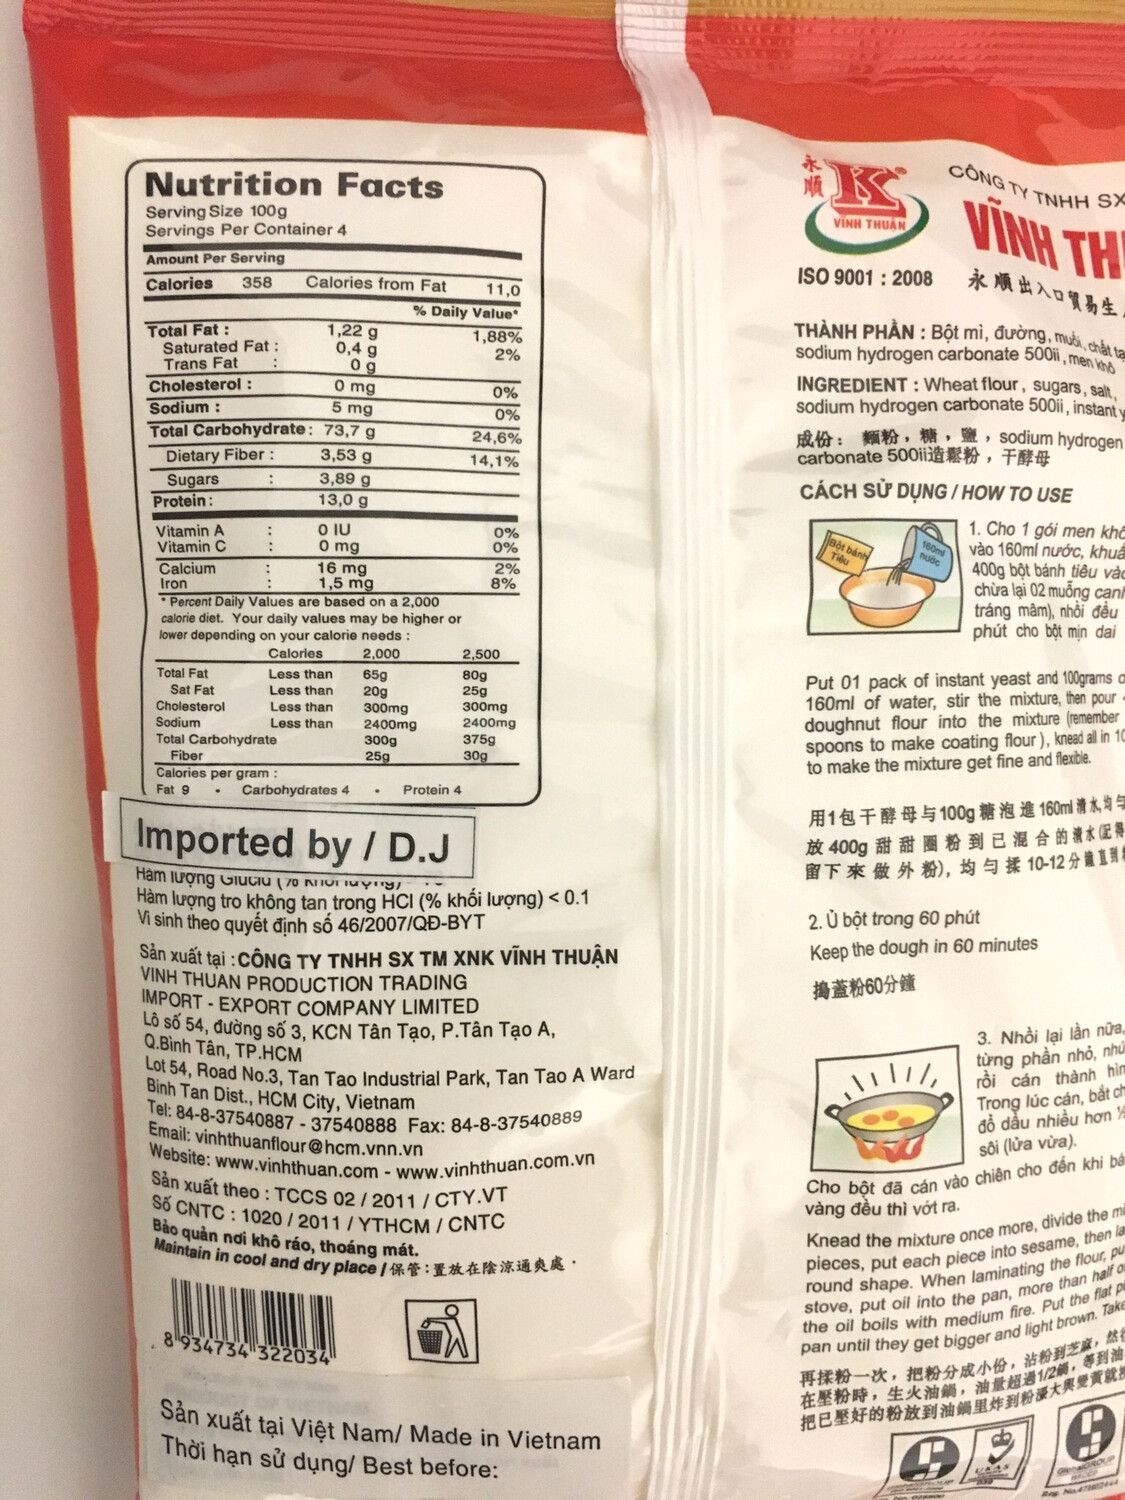 Nutrition Facts
Serving Size 100g
Servings Per Container 4
Amount Per Serving
Calories 358 Calories from Fat 11,0
% Daily Value*
Total Fat : 1,22 g 1,88%
Saturated Fat : 0,4 g 2%
Trans Fat : 0 g
Cholesterol : 0 mg 0%
Sodium : 5 mg 0%
Total Carbohydrate : 73,7 g 24,6%
Dietary Fiber : 3,53 g 14,1%
Sugars : 3,89 g
Protein : 13,0 g
Vitamin A : 0 IU 0%
Vitamin C : 0 mg 0%
Calcium : 16 mg 2%
Iron : 1,5 mg 8%
* Percent Daily Values are based on a 2,000
calorie diet. Your daily values may be higher or
lower depending on your calorie needs :
Calories 2,000 2,500
Total Fat Less than 65g 80g
Sat Fat Less than 20g 25g
Cholesterol Less than 300mg 300mg
Sodium Less than 2400mg 2400mg
Total Carbohydrate 300g 375g
Fiber 25g 30g
Calories per gram :
Fat 9 • Carbohydrates 4 • Protein 4
Imported by / D.J
Hàm lượng Glucid (% khối lượng)
Hàm lượng tro không tan trong HCl (% khối lượng) < 0.1
Vi sinh theo quyết định số 46/2007/QĐ-BYT
Sản xuất tại : CÔNG TY TNHH SX TM XNK VĨNH THUẬN
VINH THUAN PRODUCTION TRADING
IMPORT - EXPORT COMPANY LIMITED
Lô số 54, đường số 3, KCN Tân Tạo, P.Tân Tạo A,
Q.Bình Tân, TP.HCM
Lot 54, Road No.3, Tan Tao Industrial Park, Tan Tao A Ward
Binh Tan Dist., HCM City, Vietnam
Tel: 84-8-37540887 - 37540888 Fax: 84-8-37540889
Email: vinhthuanflour@hcm.vnn.vn
Website: www.vinhthuan.com - www.vinhthuan.com.vn
Sản xuất theo : TCCS 02 / 2011 / CTY.VT
Số CNTC : 1020 / 2011 / YTHCM / CNTC
Bảo quản nơi khô ráo, thoáng mát.
Maintain in cool and dry place / 保管：置放在陰涼通爽處．
8 934734 322034
Sản xuất tại Việt Nam/ Made in Vietnam
Thời hạn sử dụng/ Best before:
永順
K®
VĨNH THUẬN
ISO 9001 : 2008
CÔNG TY TNHH SX
VĨNH TH
永順出入口貿易生
THÀNH PHẦN : Bột mì, đường, muối, chất
sodium hydrogen carbonate 500ii, men khô
INGREDIENT : Wheat flour, sugars, salt,
sodium hydrogen carbonate 500ii, instant
成份：麵粉，糖，鹽，sodium hydrogen
carbonate 500ii造鬆粉，干酵母
CÁCH SỬ DỤNG / HOW TO USE
Bột bánh
Tiêu
160ml
nước
1. Cho 1 gói men khô
vào 160ml nước,
400g bột bánh tiêu
chừa lại 02 muỗng
tráng mâm), nhồi đều
phút cho bột mịn dai
Put 01 pack of instant yeast and 100grams
160ml of water, stir the mixture, then pour
doughnut flour into the mixture (remember
spoons to make coating flour), knead all in
to make the mixture get fine and flexible.
用1包干酵母与100g糖泡進160ml清水,均
放400g甜甜圈粉到已混合的清水(記得
留下來做外粉), 均勻揉 10-12分鐘直到
2. Ủ bột trong 60 phút
Keep the dough in 60 minutes
搗蓋粉60分鐘
3. Nhồi lại lần nữa,
từng phần nhỏ,
rồi cán thành
Trong lúc cán, bắt
đổ dầu nhiều hơn
sôi (lửa vừa).
Cho bột đã cán vào chiên cho đến khi
vàng đều thì vớt ra.
Knead the mixture once more, divide the
pieces, put each piece into sesame, then
round shape. When laminating the flour,
stove, put oil into the pan, more than half
the oil boils with medium fire. Put the flat
pan until they get bigger and light brown. Take
再揉粉一次，把粉分成小份，沾粉到芝麻，
在壓粉時，生火油鍋，油量超過1/2鍋，等到油
把已壓好的粉放到油鍋里炸到粉
UKAS